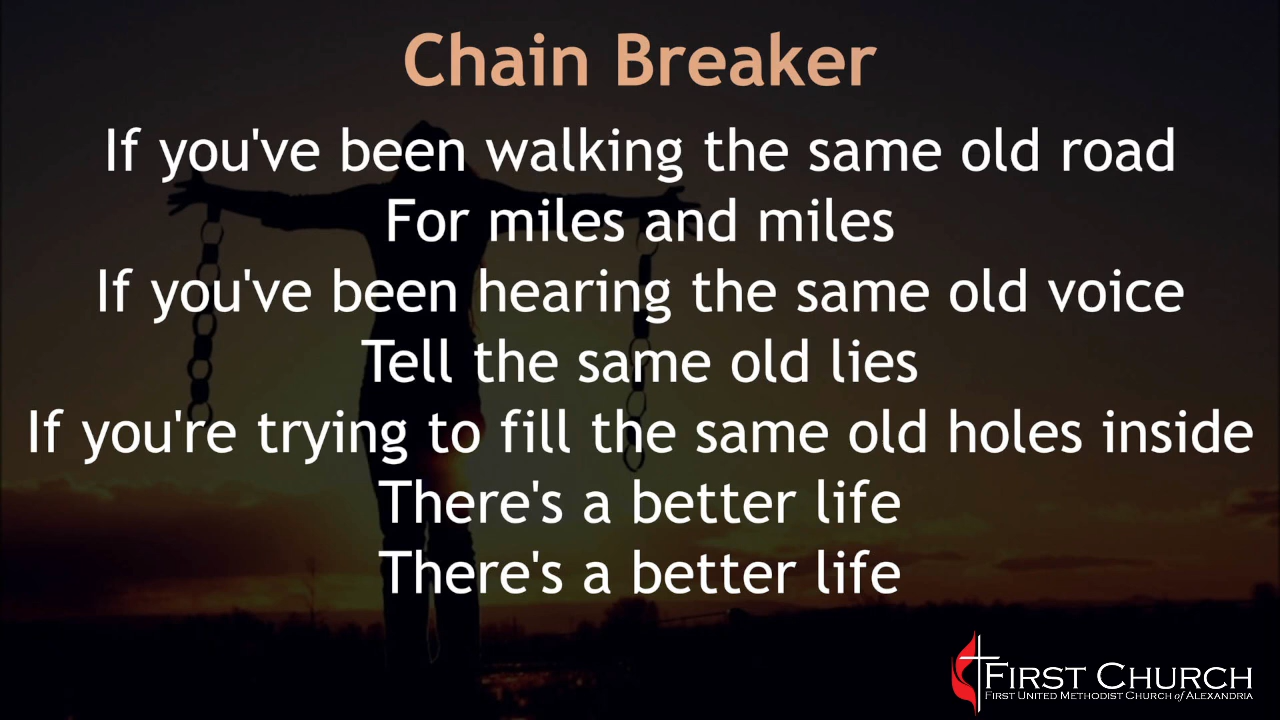 Chain Breaker
If you've been walking the same old road
For miles and miles
If you've been hearing the same old voice
Tell the same old lies
If you're trying to fill the same old holes inside
There's a better life
There's a better life
FIRST CHURCH
FIRST UNITED METHODIST CHURCH of ALEXANDRIA